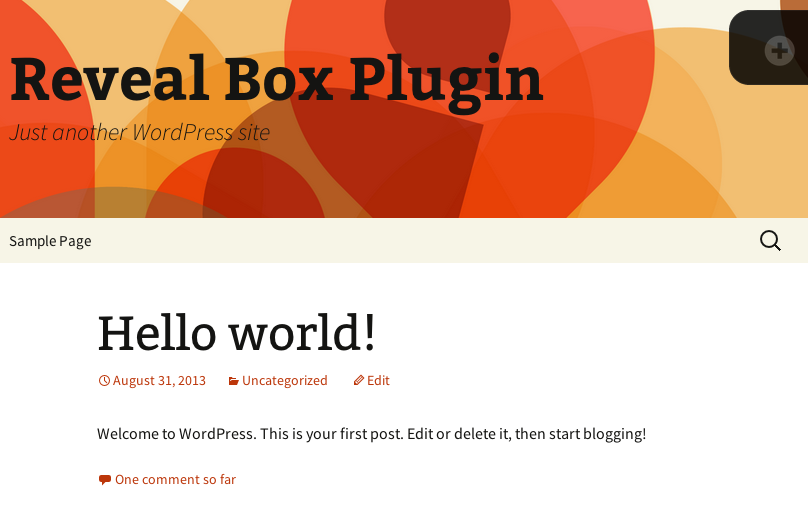 Reveal Box Plugin
Just another WordPress site
Sample Page
Hello world!
August 31, 2013 Uncategorized Edit
Welcome to WordPress. This is your first post. Edit or delete it, then start blogging!
One comment so far